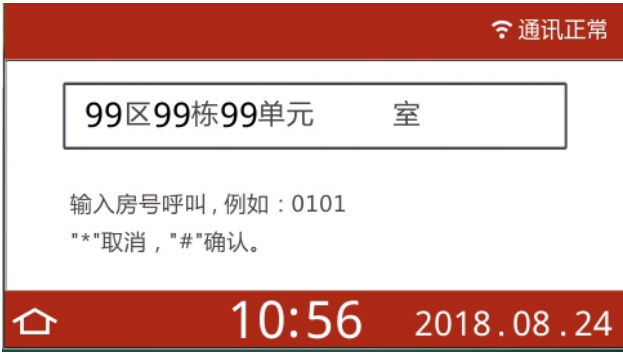 通讯正常
99区99栋99单元 室
输入房号呼叫，例如：0101
"*"取消，"#"确认。
10:56 2018.08.24